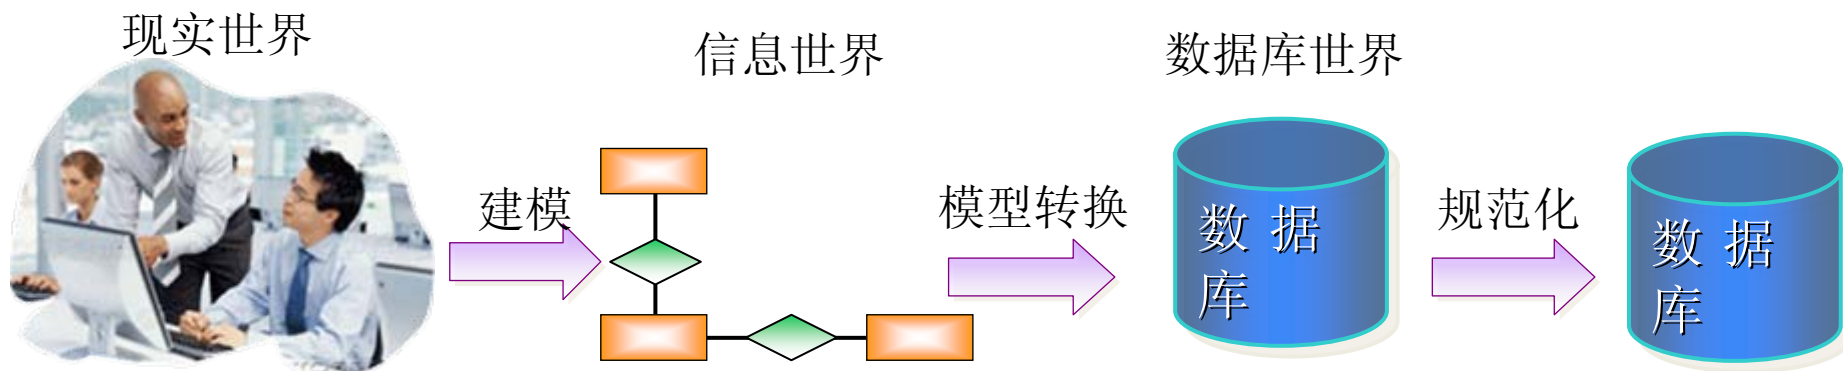 现实世界
信息世界
数据库世界
建模
模型转换
规范化
数 据
库
数 据
库